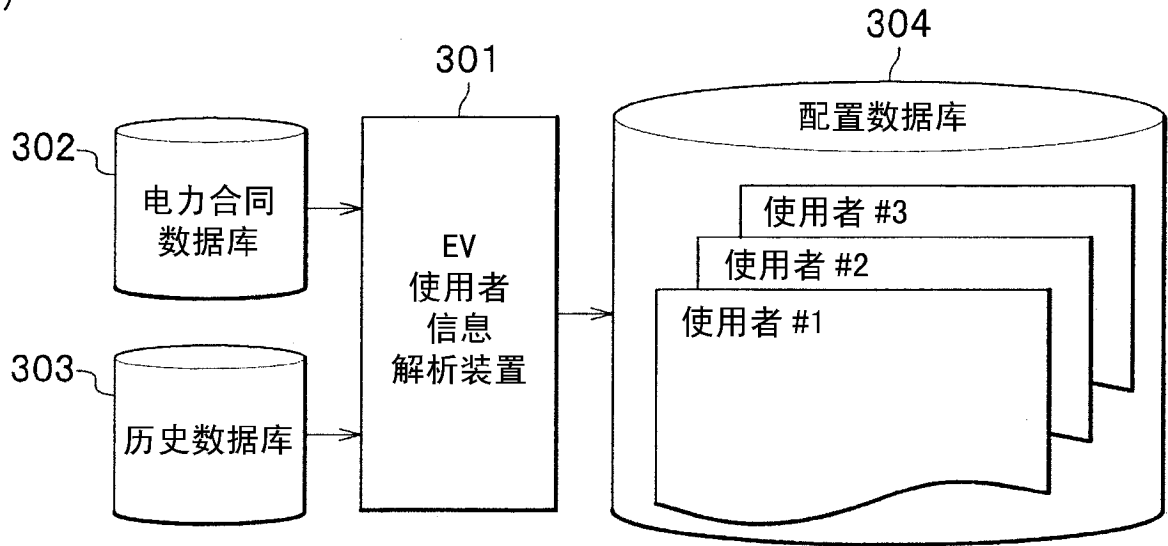 )
304
301
配置数据库
302
电力合同
数据库
使用者 #3
使用者 #2
使用者 #1
EV
使用者
信息
解析装置
303
历史数据库